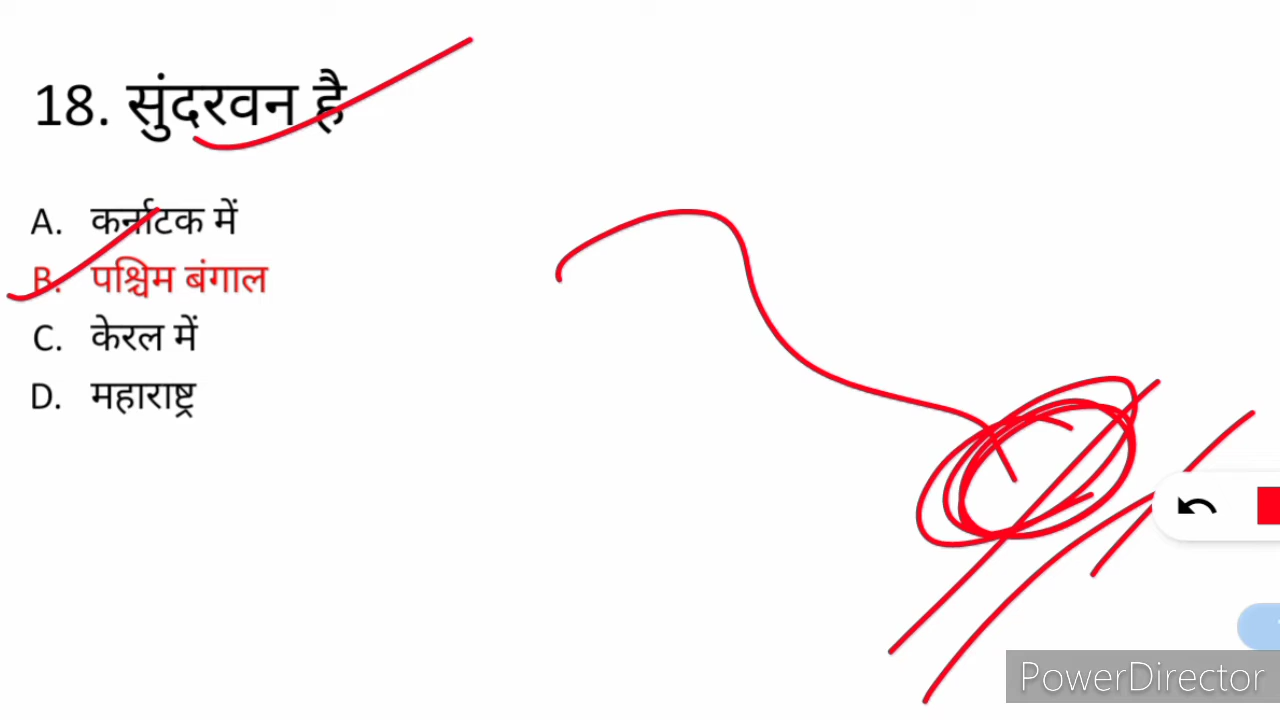 18. सुंदरवन है
A. कर्नाटक में
B. पश्चिम बंगाल
C. केरल में
D. महाराष्ट्र
PowerDirector